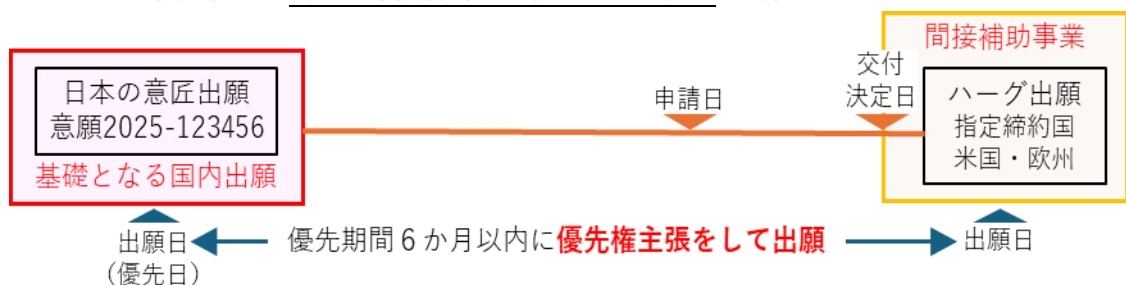 日本の意匠出願
意願2025-123456
基礎となる国内出願
申請日
交付
決定日
間接補助事業
ハーグ出願
指定締約国
米国・欧州
出願日
(優先日)
優先期間6か月以内に優先権主張をして出願
出願日